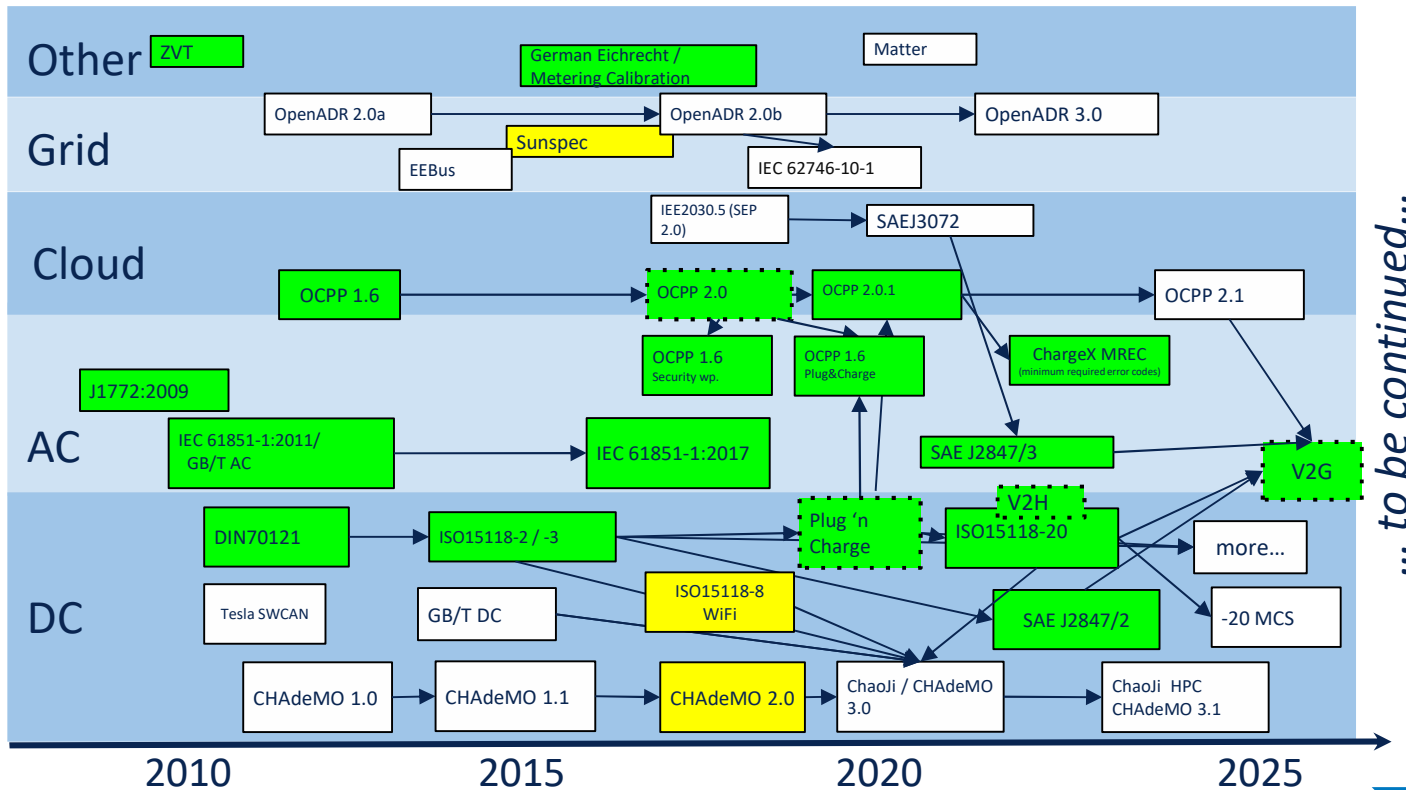 Other
ZVT
German Eichrecht /
Metering Calibration
Matter
Grid
OpenADR 2.0a
OpenADR 2.0b
OpenADR 3.0
Sunspec
EEBus
IEC 62746-10-1
Cloud
IEE2030.5 (SEP
2.0)
SAEJ3072
OCPP 1.6
OCPP 2.0
OCPP 2.0.1
OCPP 2.1
AC
OCPP 1.6
Security wp.
OCPP 1.6
Plug&Charge
ChargeX MREC
(minimum required error codes)
J1772:2009
IEC 61851-1:2011/
GB/T AC
IEC 61851-1:2017
SAE J2847/3
V2G
DC
DIN70121
ISO15118-2 / -3
Plug ‘n
Charge
V2H
ISO15118-20
more...
Tesla SWCAN
GB/T DC
ISO15118-8
WiFi
SAE J2847/2
-20 MCS
CHAdeMO 1.0
CHAdeMO 1.1
CHAdeMO 2.0
ChaoJi / CHAdeMO
3.0
ChaoJi HPC
CHAdeMO 3.1
2010
2015
2020
2025
... to be continued...